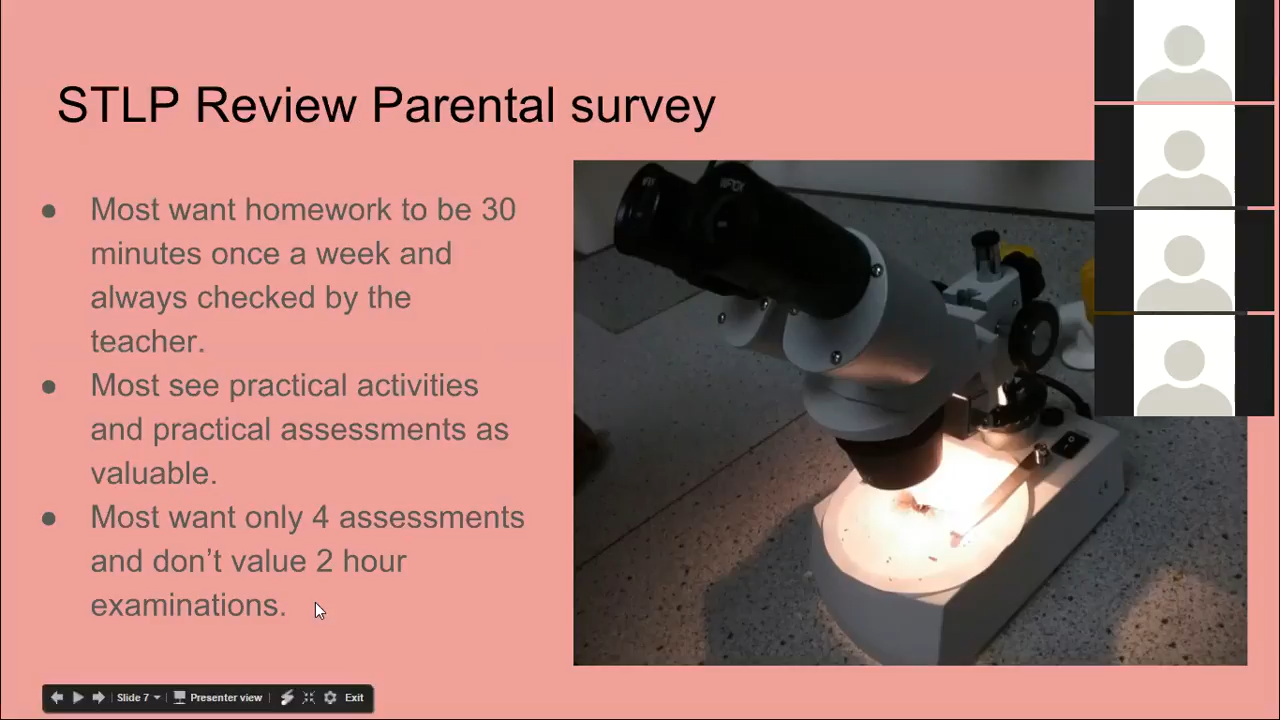 STLP Review Parental survey
● Most want homework to be 30
minutes once a week and
always checked by the
teacher.
● Most see practical activities
and practical assessments as
valuable.
● Most want only 4 assessments
and don't value 2 hour
examinations.
Slide 7 Presenter view Exit